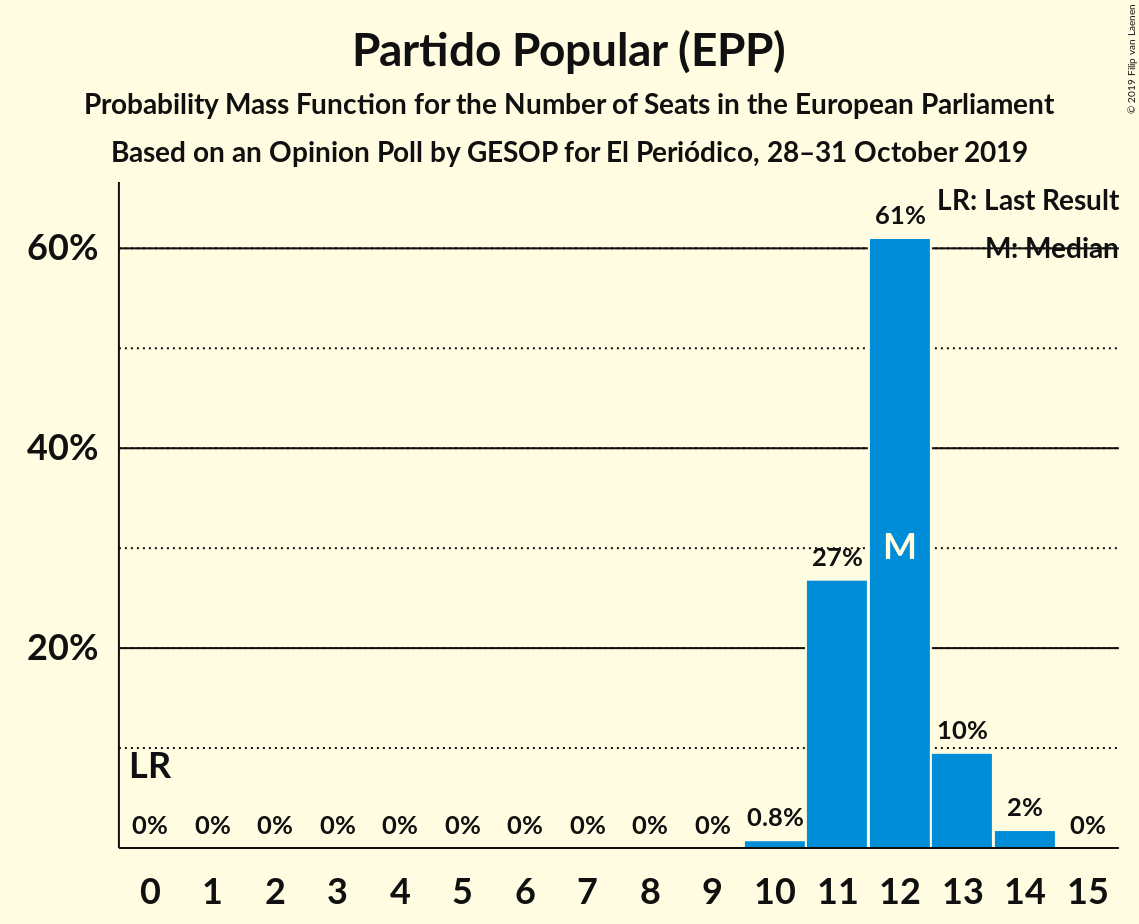 Partido Popular (EPP)
Probability Mass Function for the Number of Seats in the European Parliament
Based on an Opinion Poll by GESOP for El Periódico, 28–31 October 2019
© 2019 Filip van Laenen
LR: Last Result
M: Median
60%
40%
20%
61%
27%
M
10%
LR
0% 0% 0% 0% 0% 0% 0% 0% 0% 0% 0.8% 2% 0%
0 1 2 3 4 5 6 7 8 9 10 11 12 13 14 15